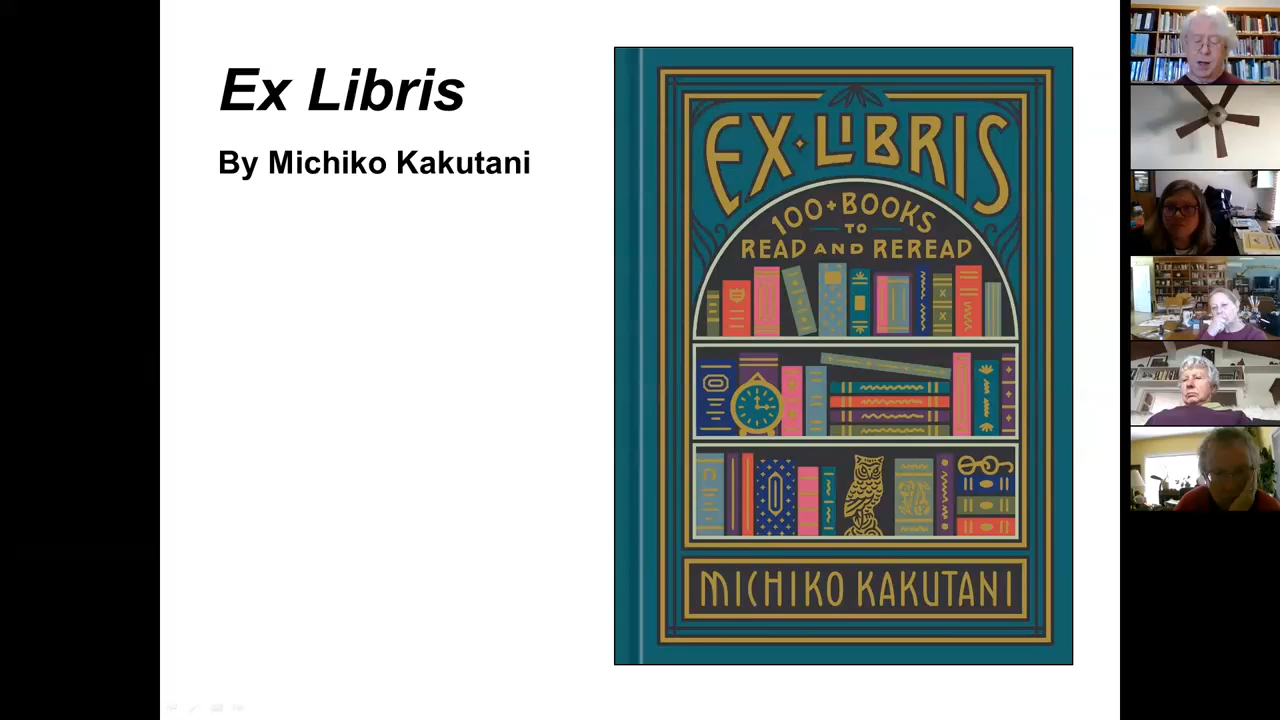 Ex Libris
By Michiko Kakutani
EX·LIBRIS
100+ BOOKS
TO
READ AND REREAD
MICHIKO KAKUTANI